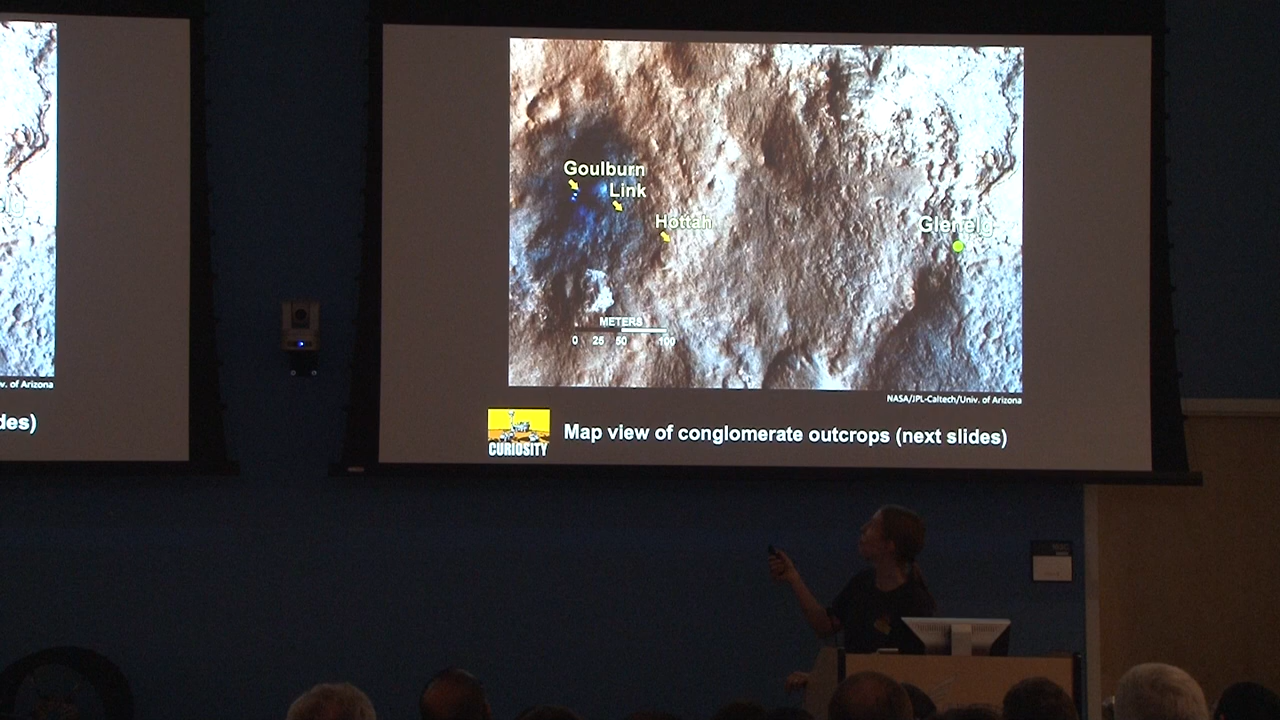 Goulburn
Link
Hottah
Glenelg
METERS
0 25 50 100
NASA/JPL-Caltech/Univ. of Arizona
CURIOSITY
Map view of conglomerate outcrops (next slides)
v. of Arizona
des)